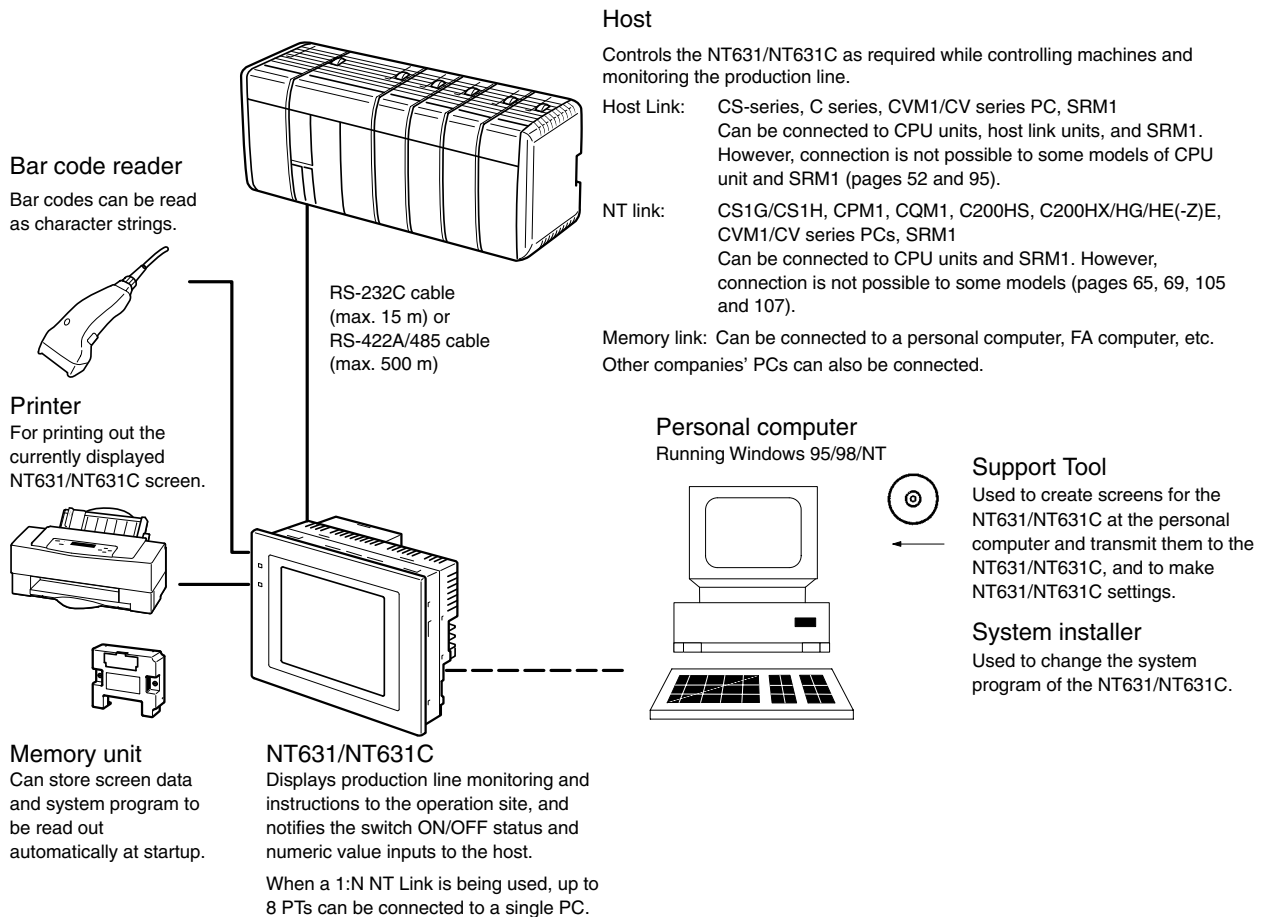 Host
Controls the NT631/NT631C as required while controlling machines and
monitoring the production line.
Host Link: CS-series, C series, CVM1/CV series PC, SRM1
Can be connected to CPU units, host link units, and SRM1.
However, connection is not possible to some models of CPU
unit and SRM1 (pages 52 and 95).
NT link: CS1G/CS1H, CPM1, CQM1, C200HS, C200HX/HG/HE(-Z)E,
CVM1/CV series PCs, SRM1
Can be connected to CPU units and SRM1. However,
connection is not possible to some models (pages 65, 69, 105
and 107).
Memory link: Can be connected to a personal computer, FA computer, etc.
Other companies’ PCs can also be connected.
Bar code reader
Bar codes can be read
as character strings.
RS-232C cable
(max. 15 m) or
RS-422A/485 cable
(max. 500 m)
Printer
For printing out the
currently displayed
NT631/NT631C screen.
Personal computer
Running Windows 95/98/NT
Support Tool
Used to create screens for the
NT631/NT631C at the personal
computer and transmit them to the
NT631/NT631C, and to make
NT631/NT631C settings.
System installer
Used to change the system
program of the NT631/NT631C.
Memory unit
Can store screen data
and system program to
be read out
automatically at startup.
NT631/NT631C
Displays production line monitoring and
instructions to the operation site, and
notifies the switch ON/OFF status and
numeric value inputs to the host.
When a 1:N NT Link is being used, up to
8 PTs can be connected to a single PC.